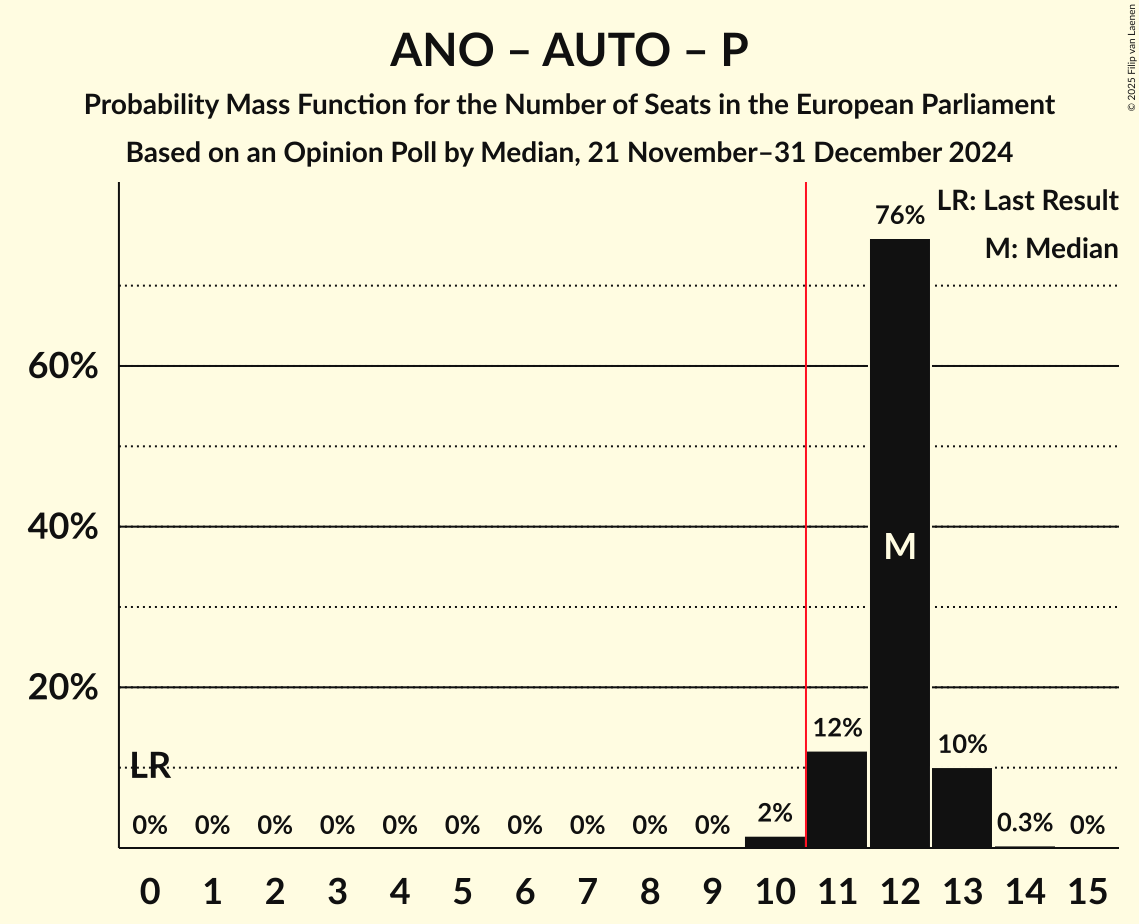 ANO – AUTO – P
Probability Mass Function for the Number of Seats in the European Parliament
Based on an Opinion Poll by Median, 21 November–31 December 2024
© 2025 Filip van Laenen
LR: Last Result
M: Median
76%
60%
40%
20%
M
LR
12%
10%
0% 0% 0% 0% 0% 0% 0% 0% 0% 0% 2% 0.3% 0%
0 1 2 3 4 5 6 7 8 9 10 11 12 13 14 15